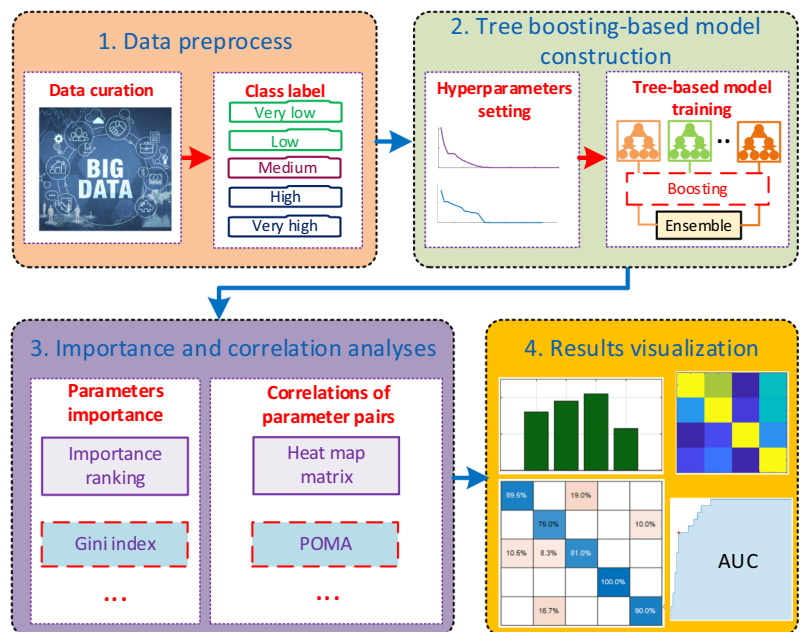 1. Data preprocess
Data curation
BIG
DATA
Class label
Very low
Low
Medium
High
Very high
2. Tree boosting-based model
construction
Hyperparameters
setting
Tree-based model
training
Boosting
Ensemble
3. Importance and correlation analyses
Parameters
importance
Importance
ranking
Gini index
...
Correlations of
parameter pairs
Heat map
matrix
POMA
...
4. Results visualization
89.5% 19.0%
75.0% 10.0%
10.5% 8.3% 81.0%
100.0%
16.7% 90.0%
AUC